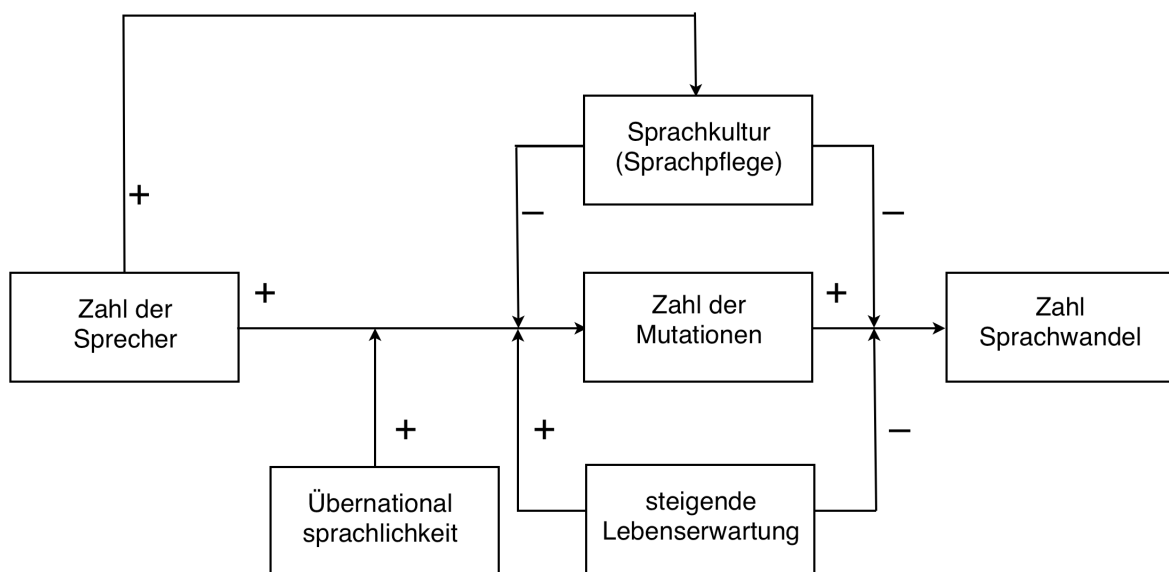 Sprachkultur
(Sprachpflege)
+
–
–
Zahl der
Sprecher
+
Zahl der
Mutationen
+
Zahl
Sprachwandel
+
+
–
Übernational
sprachlichkeit
steigende
Lebenserwartung